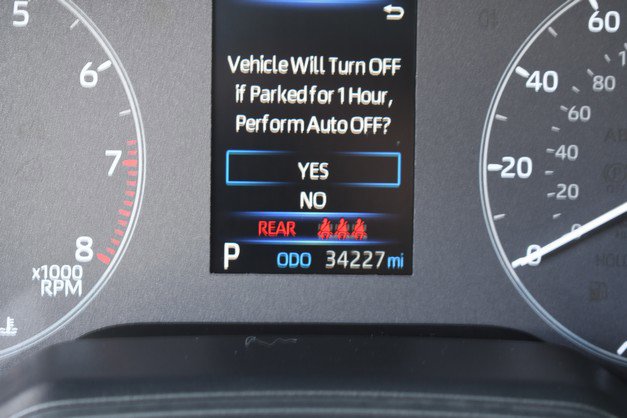 5
6
7
8
x1000
RPM
Vehicle Will Turn OFF
if Parked for 1 Hour,
Perform Auto OFF?
YES
NO
REAR
P ODO 34227 mi
60
40
20
0
80
60
40
20